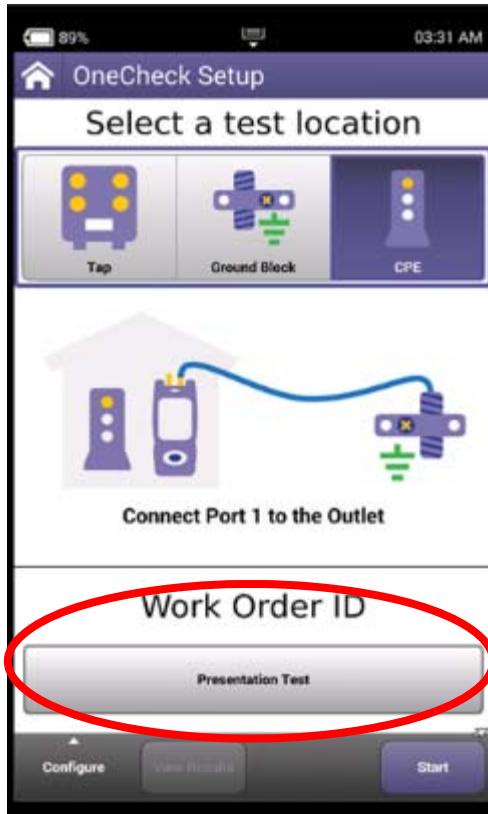 89% 03:31 AM
OneCheck Setup
Select a test location
Tap Ground Block CPE
Connect Port 1 to the Outlet
Work Order ID
Presentation Test
Configure View Results Start